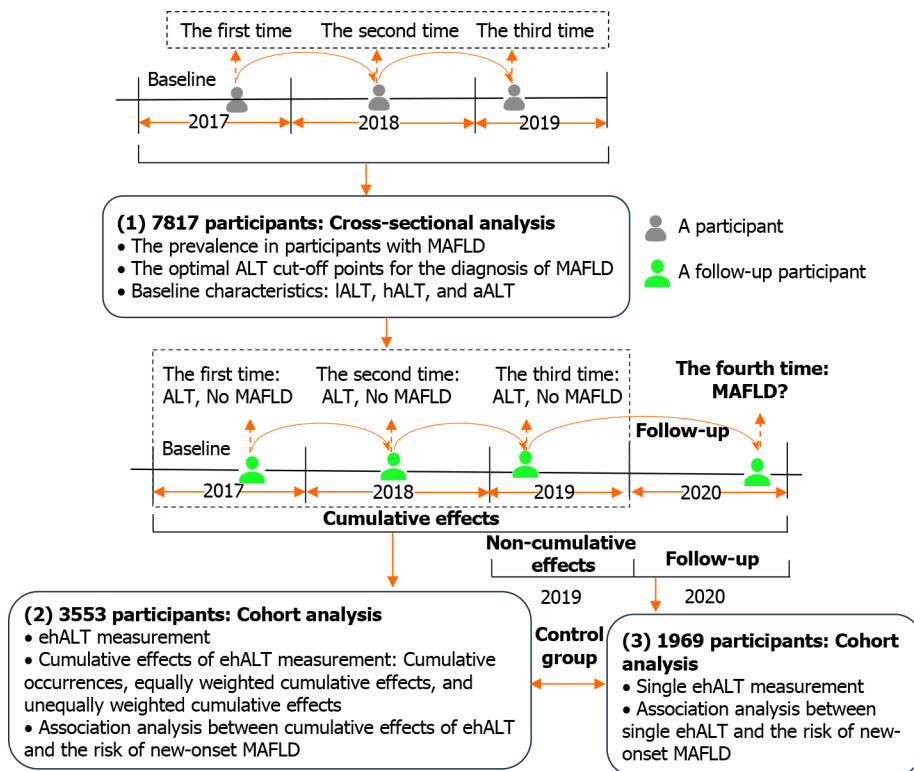 The first time The second time The third time
Baseline
2017 2018 2019
(1) 7817 participants: Cross-sectional analysis
• The prevalence in participants with MAFLD
• The optimal ALT cut-off points for the diagnosis of MAFLD
• Baseline characteristics: lALT, hALT, and aALT
A participant
A follow-up participant
The first time:
ALT, No MAFLD
The second time:
ALT, No MAFLD
The third time:
ALT, No MAFLD
The fourth time:
MAFLD?
Follow-up
Baseline
2017 2018 2019 2020
Cumulative effects
Non-cumulative
effects
Follow-up
2019 2020
(2) 3553 participants: Cohort analysis
• ehALT measurement
• Cumulative effects of ehALT measurement: Cumulative
occurrences, equally weighted cumulative effects, and
unequally weighted cumulative effects
• Association analysis between cumulative effects of ehALT
and the risk of new-onset MAFLD
Control
group
(3) 1969 participants: Cohort
analysis
• Single ehALT measurement
• Association analysis between
single ehALT and the risk of new-
onset MAFLD